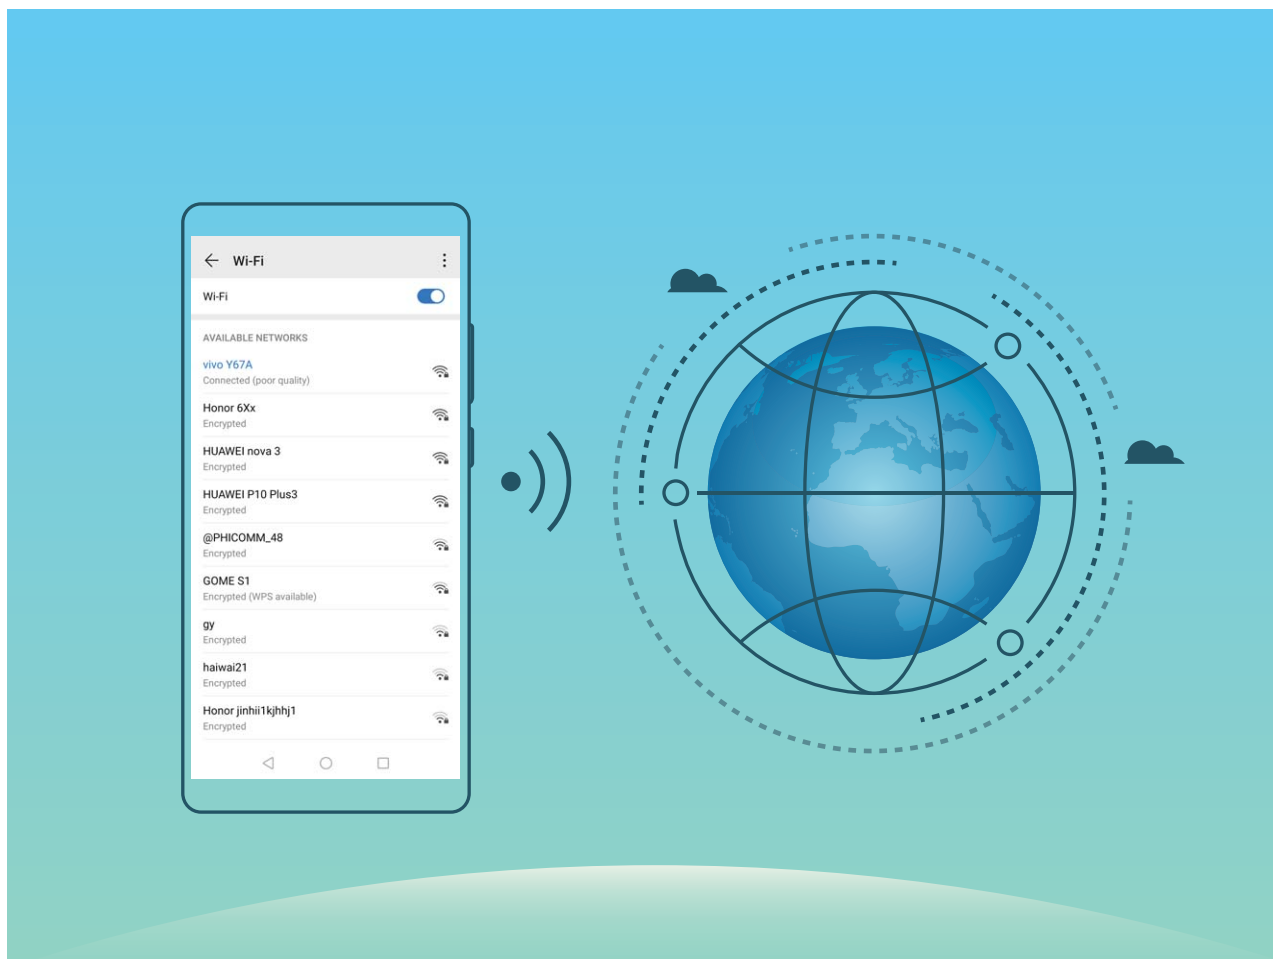 Wi-Fi
Wi-Fi
AVAILABLE NETWORKS
vivo Y67A
Connected (poor quality)
Honor 6Xx
Encrypted
HUAWEI nova 3
Encrypted
HUAWEI P10 Plus3
Encrypted
@PHICOMM_48
Encrypted
GOME S1
Encrypted (WPS available)
gy
Encrypted
haiwai21
Encrypted
Honor jinhii1kjhhj1
Encrypted